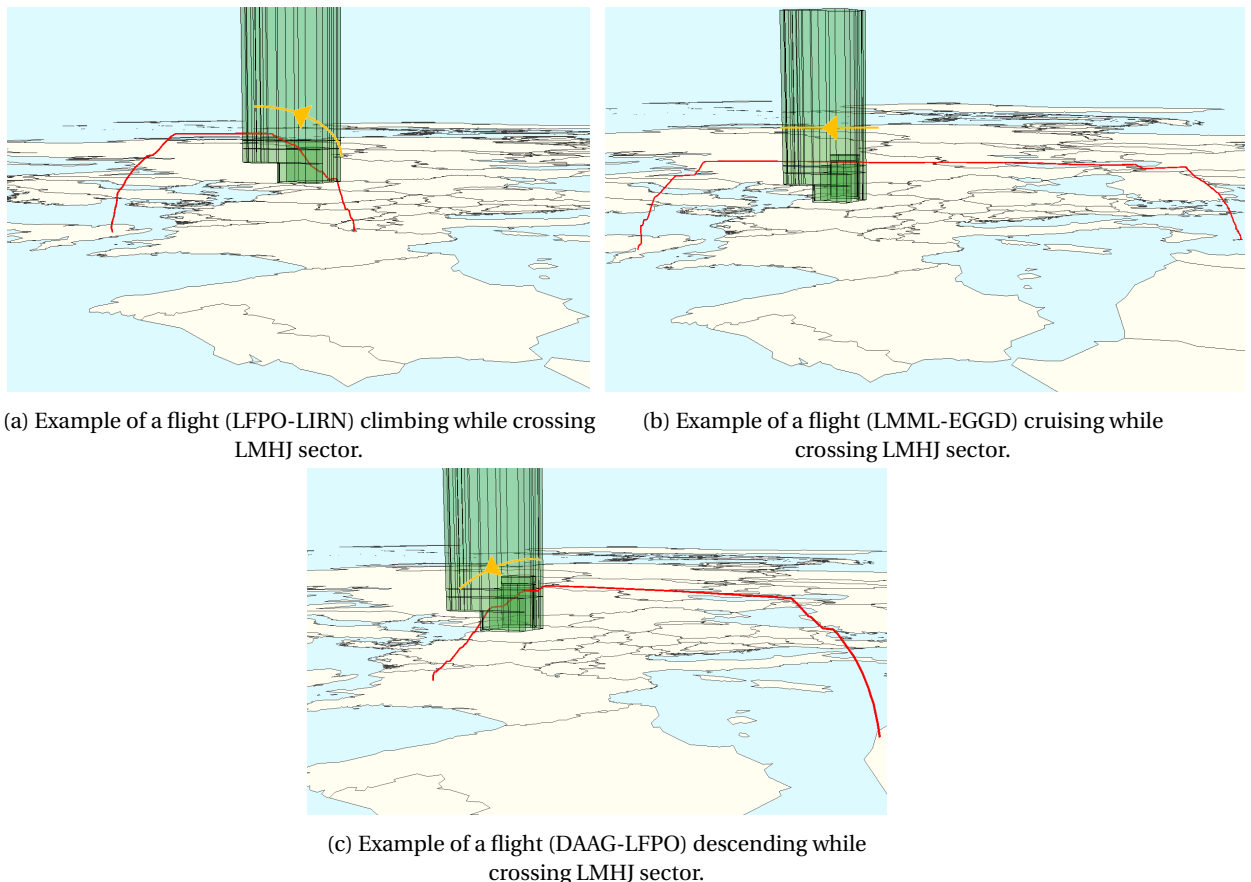 (a) Example of a flight (LFPO-LIRN) climbing while crossing
LMHJ sector.
(b) Example of a flight (LMML-EGGD) cruising while
crossing LMHJ sector.
(c) Example of a flight (DAAG-LFPO) descending while
crossing LMHJ sector.